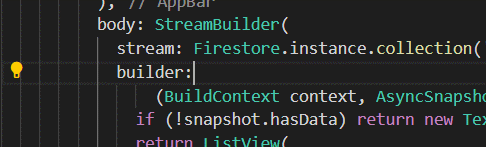 ), // AppBar
body: StreamBuilder(
stream: Firestore.instance.collection(
builder:
(BuildContext context, AsyncSnapsho
if (!snapshot.hasData) return new Tex
return ListView(